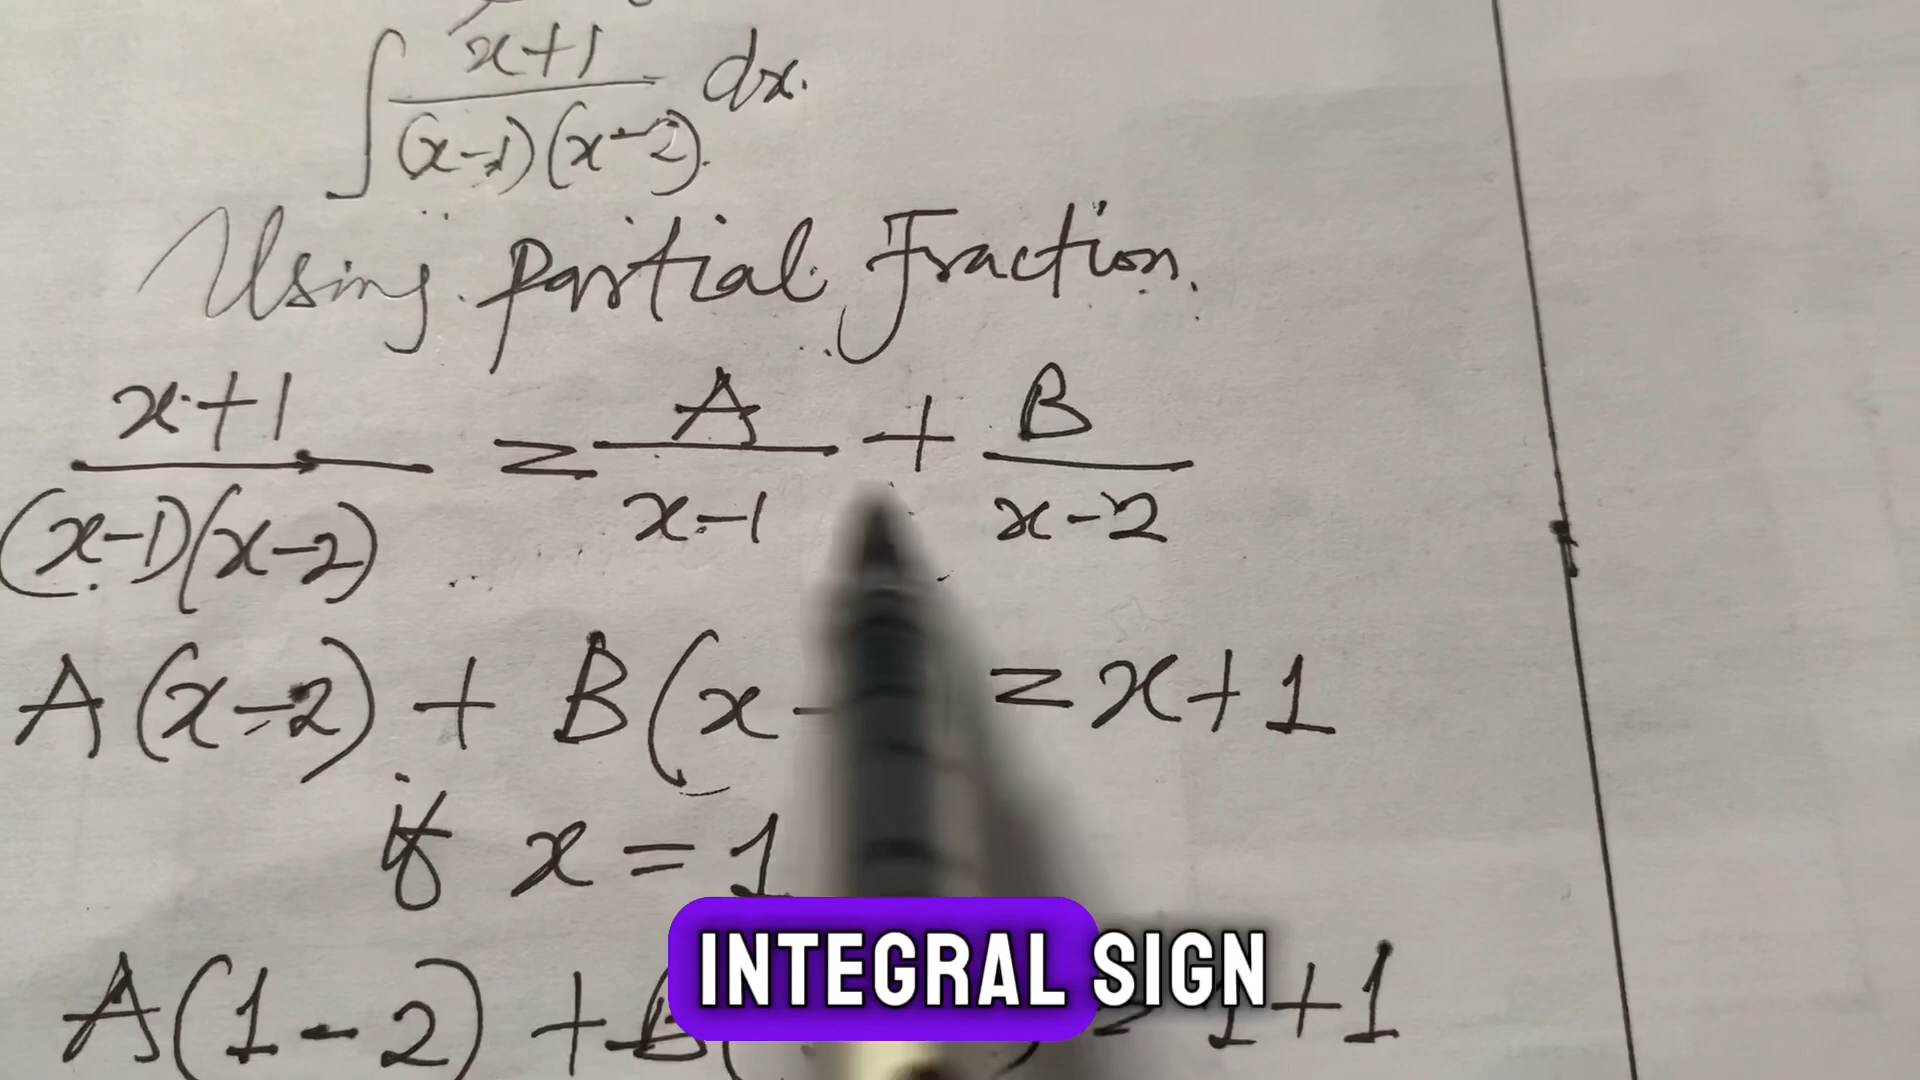 ∫ x+1 / (x-1)(x-2) dx.
Using partial Fraction.
x+1 / (x-1)(x-2) = A / x-1 + B / x-2
A(x-2) + B(x- = x+1
if x = 1
A(1-2) + B( ) = 1+1
INTEGRAL SIGN